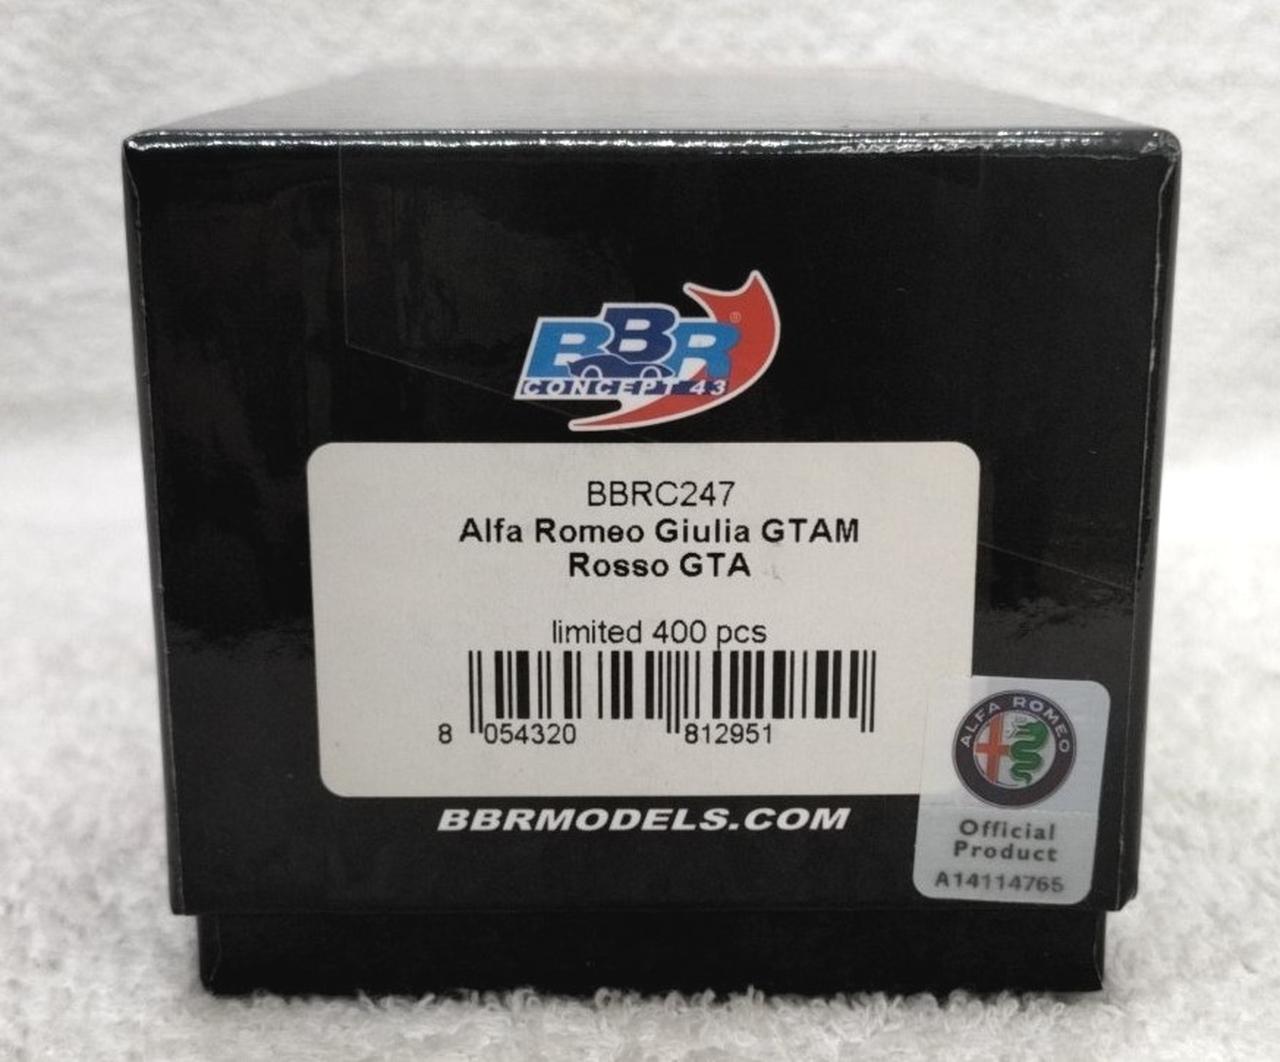 BBR®
CONCEPT 43
BBRC247
Alfa Romeo Giulia GTAM
Rosso GTA
limited 400 pcs
8 054320 812951
BBRMODELS.COM
ALFA ROMEO
Official
Product
A14114765